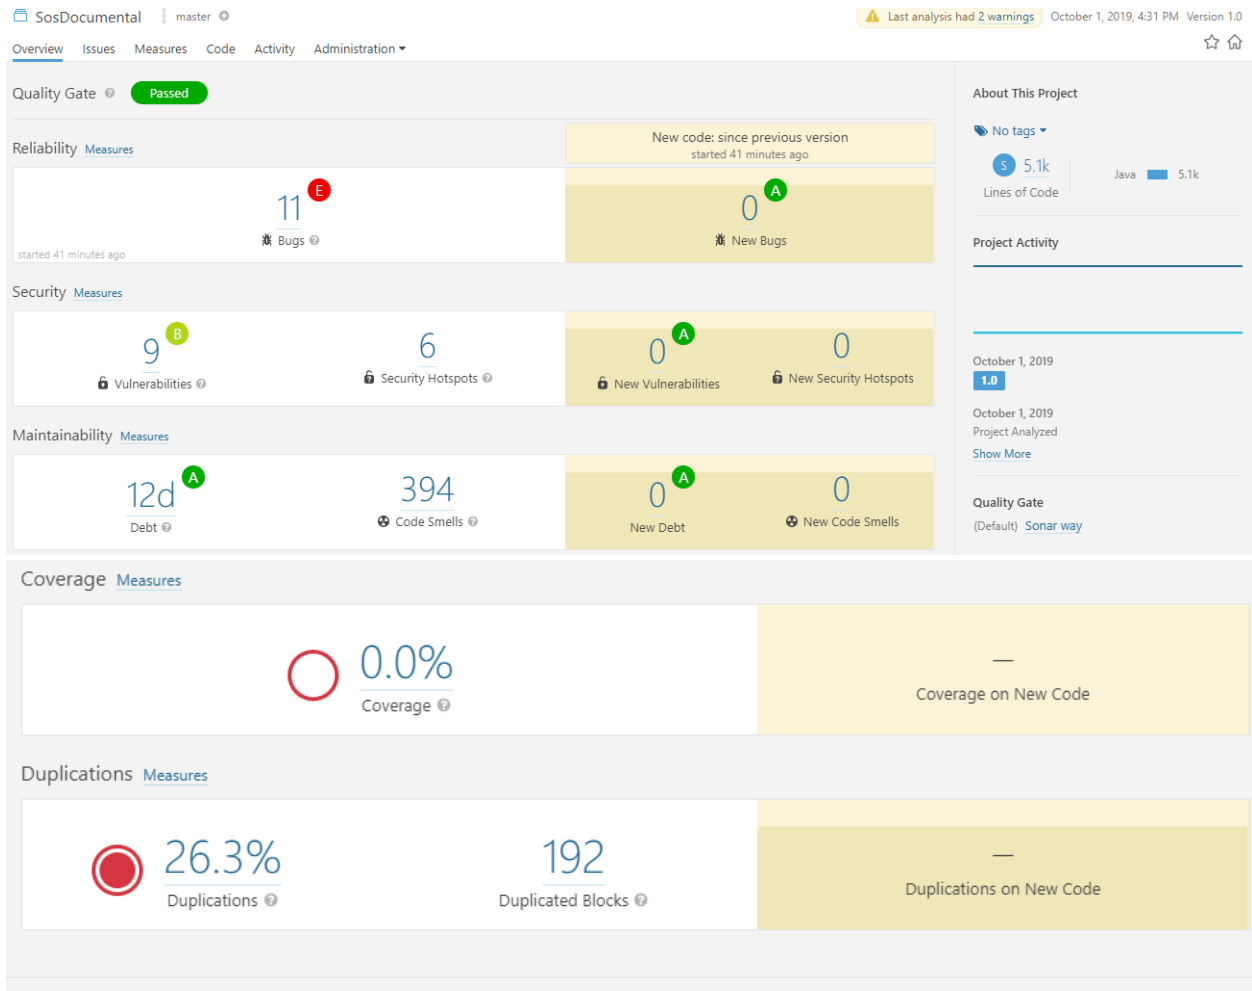 SosDocumental master Last analysis had 2 warnings October 1, 2019, 4:31 PM Version 1.0
Overview Issues Measures Code Activity Administration
Quality Gate Passed
Reliability Measures
New code: since previous version
started 41 minutes ago
11 E
Bugs
started 41 minutes ago
0 A
New Bugs
Security Measures
9 B
Vulnerabilities
6
Security Hotspots
0 A
New Vulnerabilities
0
New Security Hotspots
Maintainability Measures
12d A
Debt
394
Code Smells
0 A
New Debt
0
New Code Smells
About This Project
No tags
S 5.1k
Lines of Code
Java 5.1k
Project Activity
October 1, 2019
1.0
October 1, 2019
Project Analyzed
Show More
Quality Gate
(Default) Sonar way
Coverage Measures
0.0%
Coverage
—
Coverage on New Code
Duplications Measures
26.3%
Duplications
192
Duplicated Blocks
—
Duplications on New Code